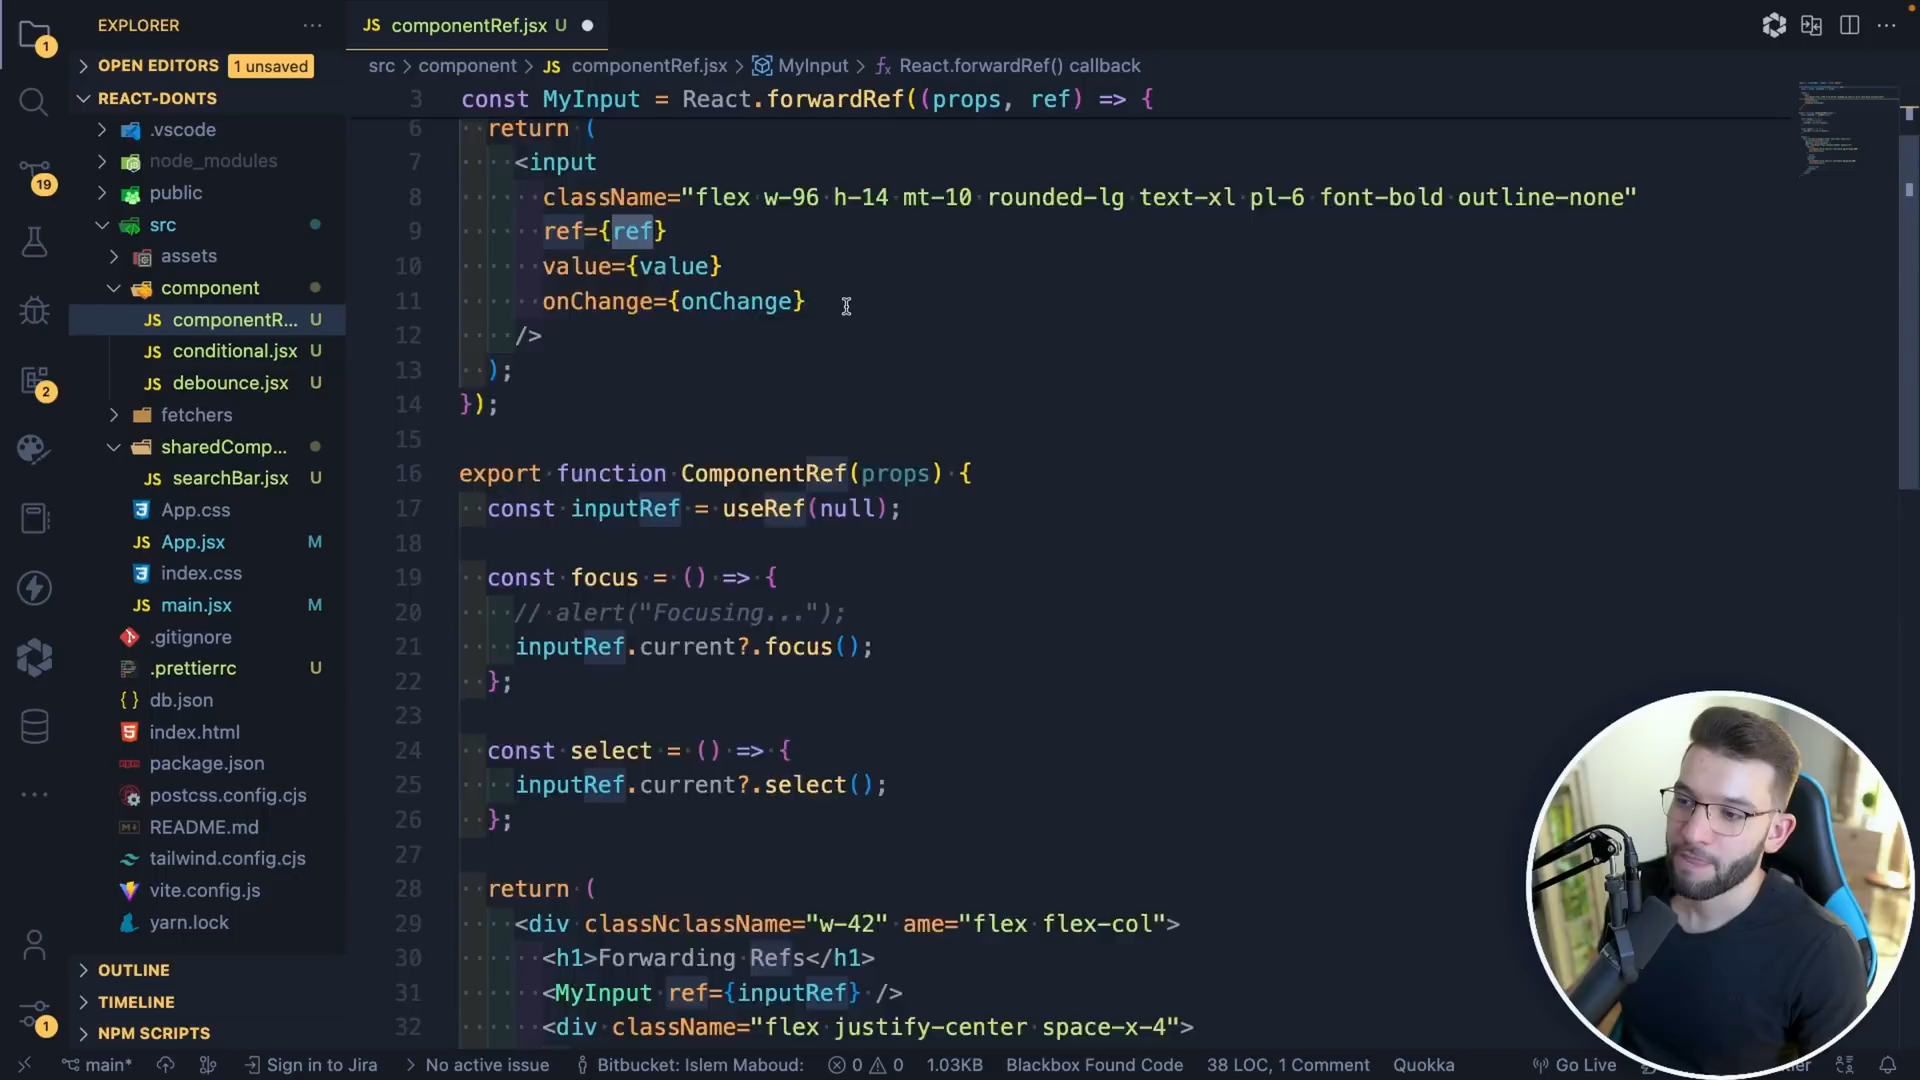 EXPLORER
componentRef.jsx U
OPEN EDITORS 1 unsaved
REACT-DONTS
.vscode
node_modules
public
src
assets
component
componentR... U
conditional.jsx U
debounce.jsx U
fetchers
sharedComp...
searchBar.jsx U
App.css
App.jsx M
index.css
main.jsx M
.gitignore
.prettierrc U
db.json
index.html
package.json
postcss.config.cjs
README.md
tailwind.config.cjs
vite.config.js
yarn.lock
OUTLINE
TIMELINE
NPM SCRIPTS
1
19
2
1
src > component > JS componentRef.jsx > MyInput > React.forwardRef() callback
3 const MyInput = React.forwardRef((props, ref) => {
6 return (
7 <input
8 className="flex w-96 h-14 mt-10 rounded-lg text-xl pl-6 font-bold outline-none"
9 ref={ref}
10 value={value}
11 onChange={onChange}
12 />
13 );
14 });
15
16 export function ComponentRef(props) {
17 const inputRef = useRef(null);
18
19 const focus = () => {
20 // alert("Focusing...");
21 inputRef.current?.focus();
22 };
23
24 const select = () => {
25 inputRef.current?.select();
26 };
27
28 return (
29 <div classNclassName="w-42" ame="flex flex-col">
30 <h1>Forwarding Refs</h1>
31 <MyInput ref={inputRef} />
32 <div className="flex justify-center space-x-4">
main* Sign in to Jira > No active issue Bitbucket: Islem Maboud: 0 0 1.03KB Blackbox Found Code 38 LOC, 1 Comment Quokka Go Live